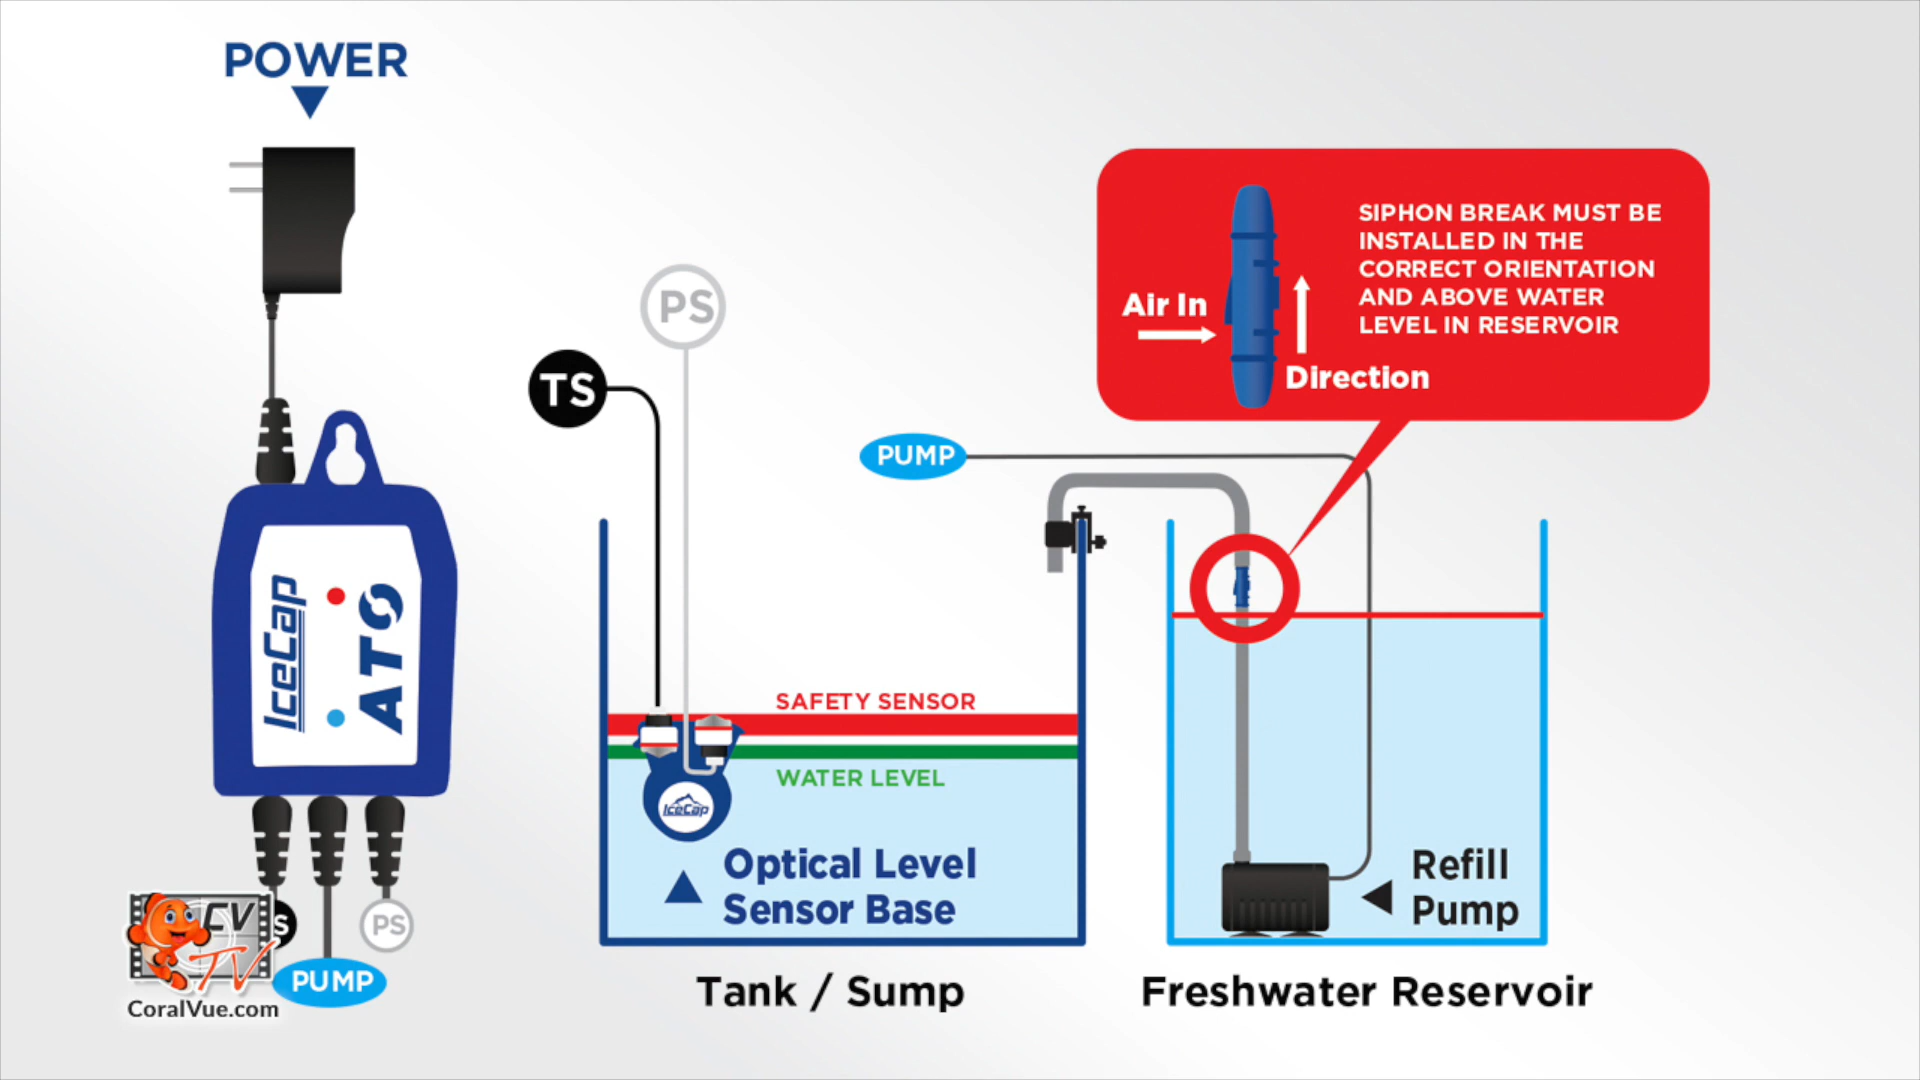 POWER
SIPHON BREAK MUST BE
INSTALLED IN THE
CORRECT ORIENTATION
AND ABOVE WATER
LEVEL IN RESERVOIR
Air In
Direction
PS
TS
PUMP
IceCap
ATO
SAFETY SENSOR
WATER LEVEL
IceCap
Optical Level
Sensor Base
Refill
Pump
S
PS
CV
TV
PUMP
CoralVue.com
Tank / Sump
Freshwater Reservoir